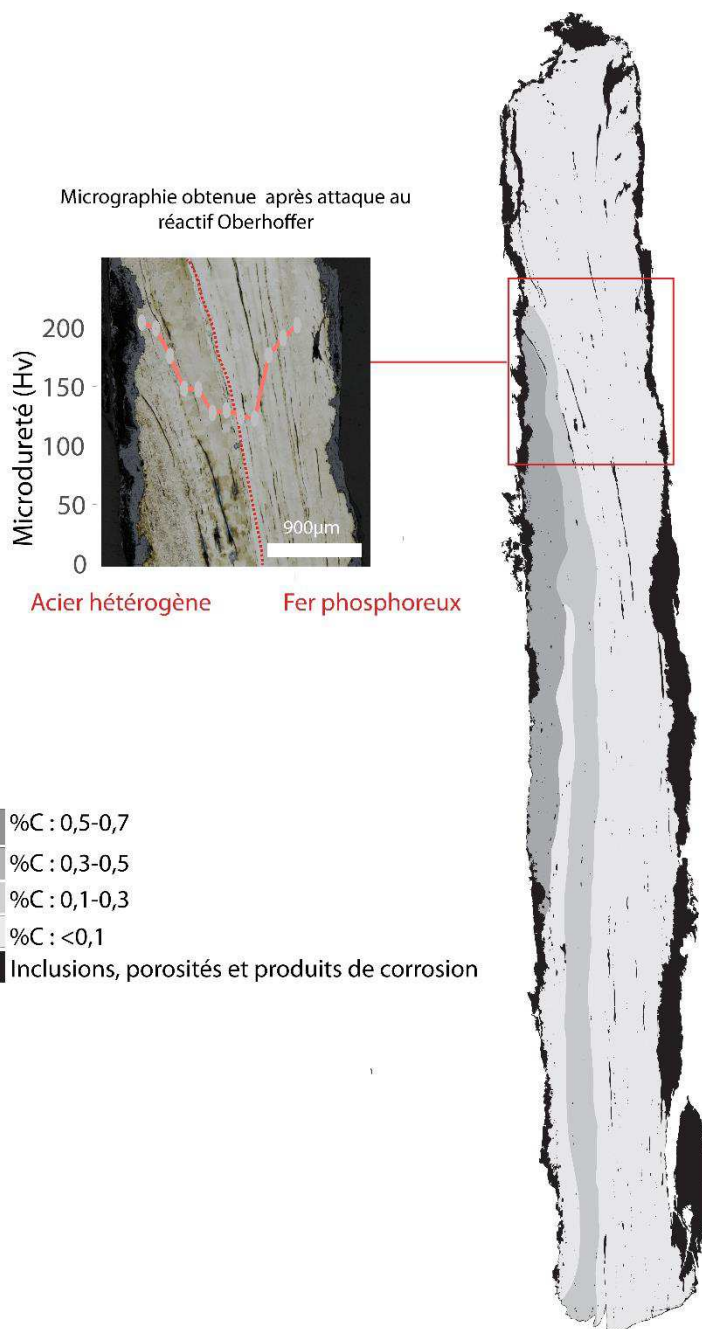 Micrographie obtenue après attaque au
réactif Oberhoffer
Microdureté (Hv)
200
150
100
50
0
900µm
Acier hétérogène
Fer phosphoreux
%C : 0,5-0,7
%C : 0,3-0,5
%C : 0,1-0,3
%C : <0,1
Inclusions, porosités et produits de corrosion